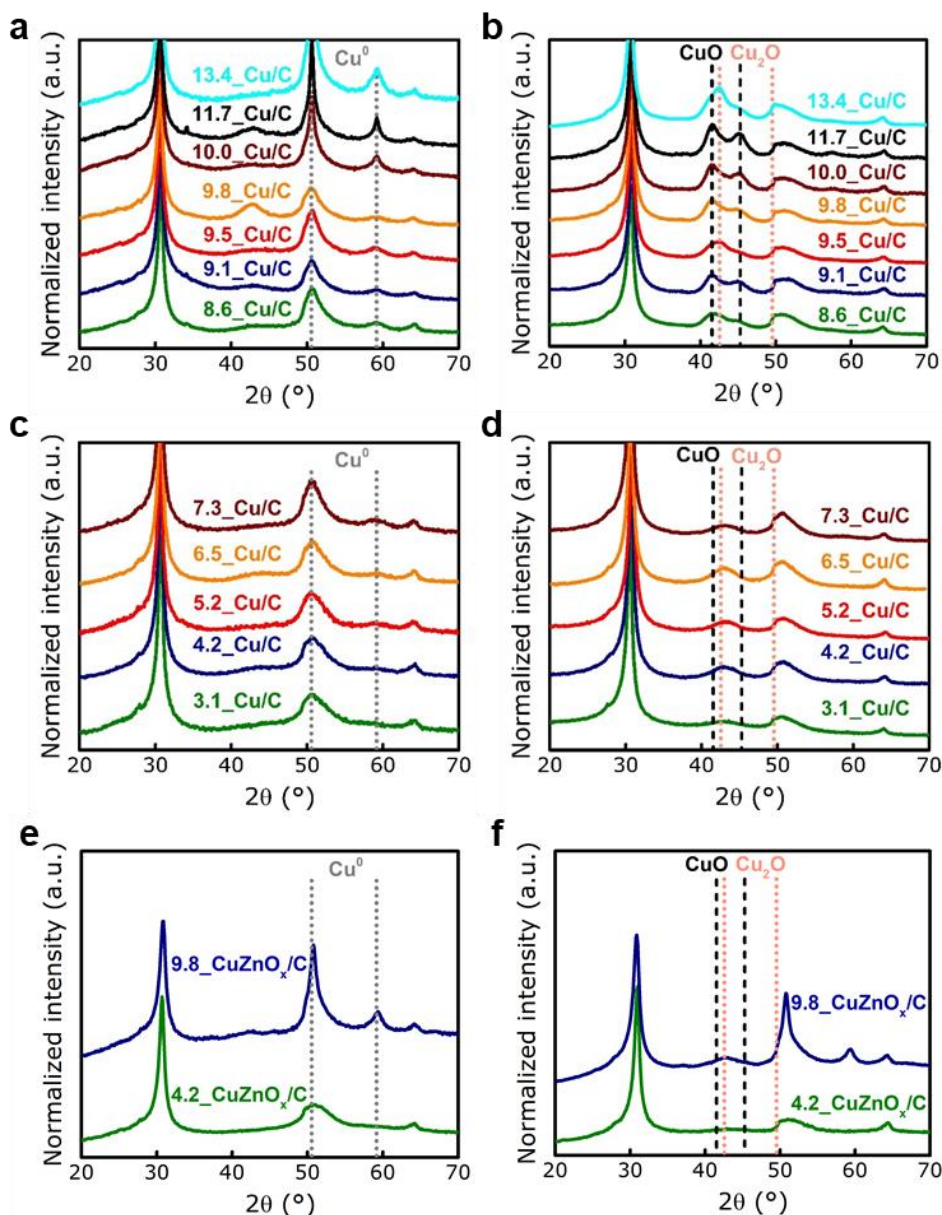 a
Normalized intensity (a.u.)
Cu⁰
13.4_Cu/C
11.7_Cu/C
10.0_Cu/C
9.8_Cu/C
9.5_Cu/C
9.1_Cu/C
8.6_Cu/C
20 30 40 50 60 70
2θ (°)
b
Normalized intensity (a.u.)
CuO Cu₂O
13.4_Cu/C
11.7_Cu/C
10.0_Cu/C
9.8_Cu/C
9.5_Cu/C
9.1_Cu/C
8.6_Cu/C
20 30 40 50 60 70
2θ (°)
c
Normalized intensity (a.u.)
Cu⁰
7.3_Cu/C
6.5_Cu/C
5.2_Cu/C
4.2_Cu/C
3.1_Cu/C
20 30 40 50 60 70
2θ (°)
d
Normalized intensity (a.u.)
CuO Cu₂O
7.3_Cu/C
6.5_Cu/C
5.2_Cu/C
4.2_Cu/C
3.1_Cu/C
20 30 40 50 60 70
2θ (°)
e
Normalized intensity (a.u.)
Cu⁰
9.8_CuZnOₓ/C
4.2_CuZnOₓ/C
20 30 40 50 60 70
2θ (°)
f
Normalized intensity (a.u.)
CuO Cu₂O
9.8_CuZnOₓ/C
4.2_CuZnOₓ/C
20 30 40 50 60 70
2θ (°)